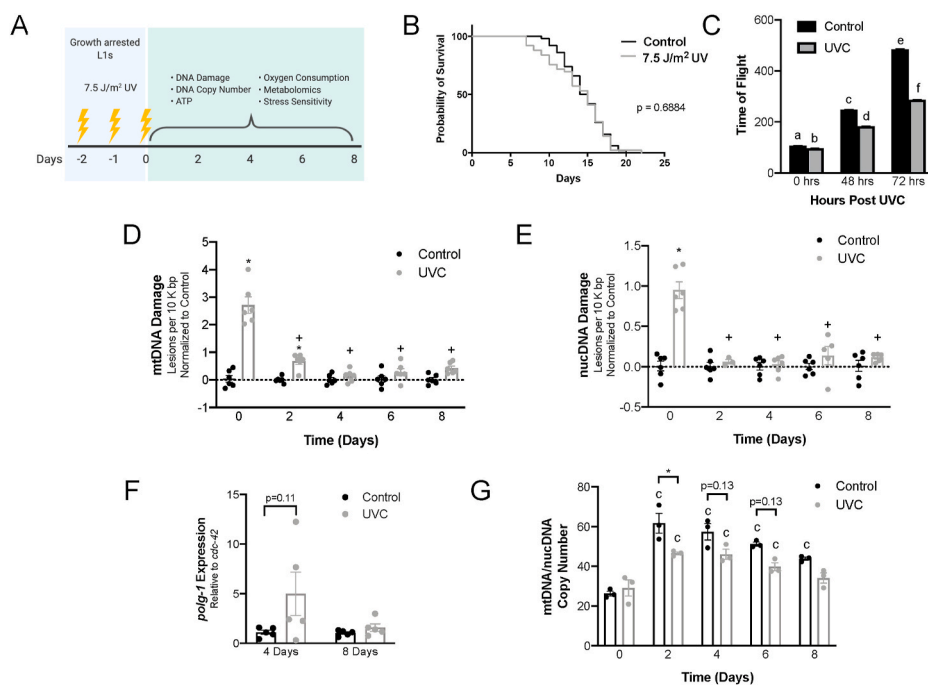 A
Growth arrested
L1s
7.5 J/m² UV
• DNA Damage
• DNA Copy Number
• ATP
• Oxygen Consumption
• Metabolomics
• Stress Sensitivity
Days -2 -1 0 2 4 6 8
B
Probability of Survival
100
50
0
0 5 10 15 20 25
Days
Control
7.5 J/m² UV
p = 0.6884
C
Time of Flight
600
400
200
0
Control
UVC
a b c d e f
0 hrs 48 hrs 72 hrs
Hours Post UVC
D
mtDNA Damage
Lesions per 10 K bp
Normalized to Control
5
4
3
2
1
0
-1
Control
UVC
*
+
*
+ + +
0 2 4 6 8
Time (Days)
E
nucDNA Damage
Lesions per 10 K bp
Normalized to Control
1.5
1.0
0.5
0.0
-0.5
Control
UVC
*
+ + + +
0 2 4 6 8
Time (Days)
F
polg-1 Expression
Relative to cdc-42
15
10
5
0
p=0.11
Control
UVC
4 Days 8 Days
G
mtDNA/nucDNA
Copy Number
80
60
40
20
0
* p=0.13 p=0.13
C C C C C C C
Control
UVC
0 2 4 6 8
Time (Days)